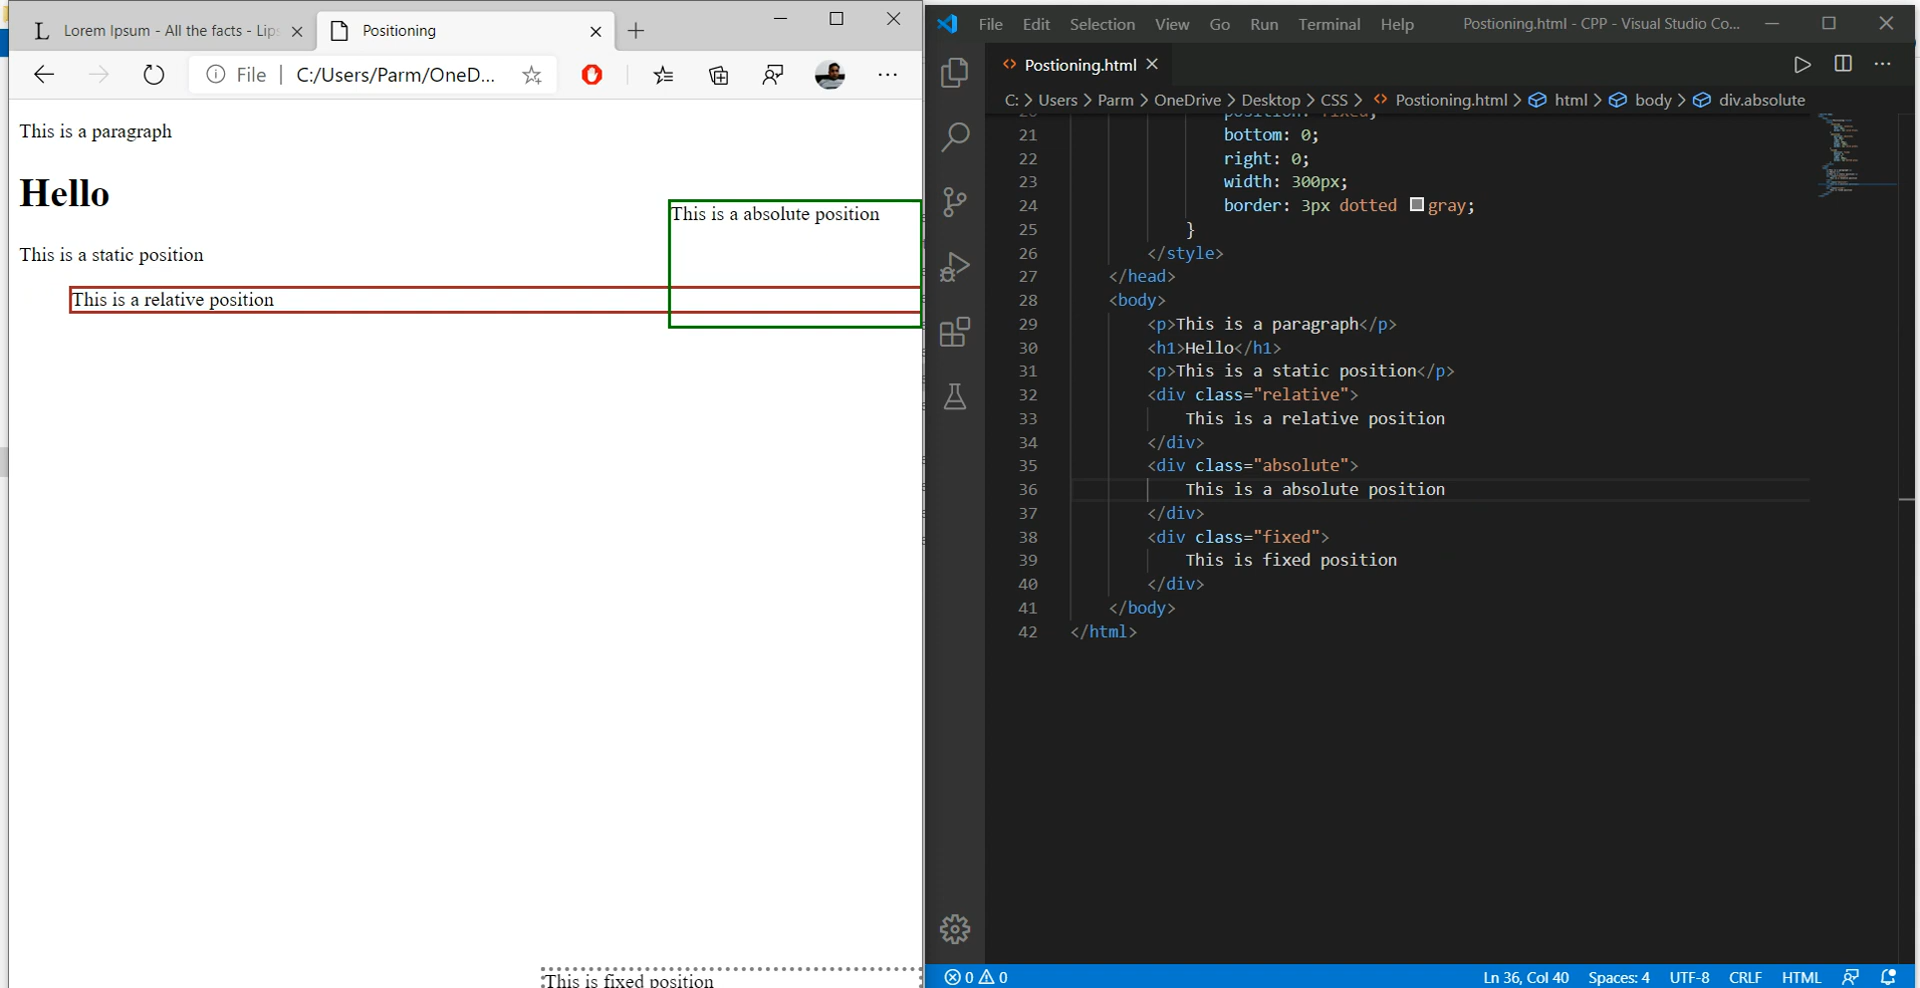 Lorem Ipsum - All the facts - Lips
Positioning
File | C:/Users/Parm/OneD...
This is a paragraph
Hello
This is a absolute position
This is a static position
This is a relative position
This is fixed position
File Edit Selection View Go Run Terminal Help Postioning.html - CPP - Visual Studio Co...
<> Postioning.html
C: > Users > Parm > OneDrive > Desktop > CSS > <> Postioning.html > html > body > div.absolute
20 position: fixed;
21 bottom: 0;
22 right: 0;
23 width: 300px;
24 border: 3px dotted gray;
25 }
26 </style>
27 </head>
28 <body>
29 <p>This is a paragraph</p>
30 <h1>Hello</h1>
31 <p>This is a static position</p>
32 <div class="relative">
33 This is a relative position
34 </div>
35 <div class="absolute">
36 This is a absolute position
37 </div>
38 <div class="fixed">
39 This is fixed position
40 </div>
41 </body>
42 </html>
0 0 Ln 36, Col 40 Spaces: 4 UTF-8 CRLF HTML